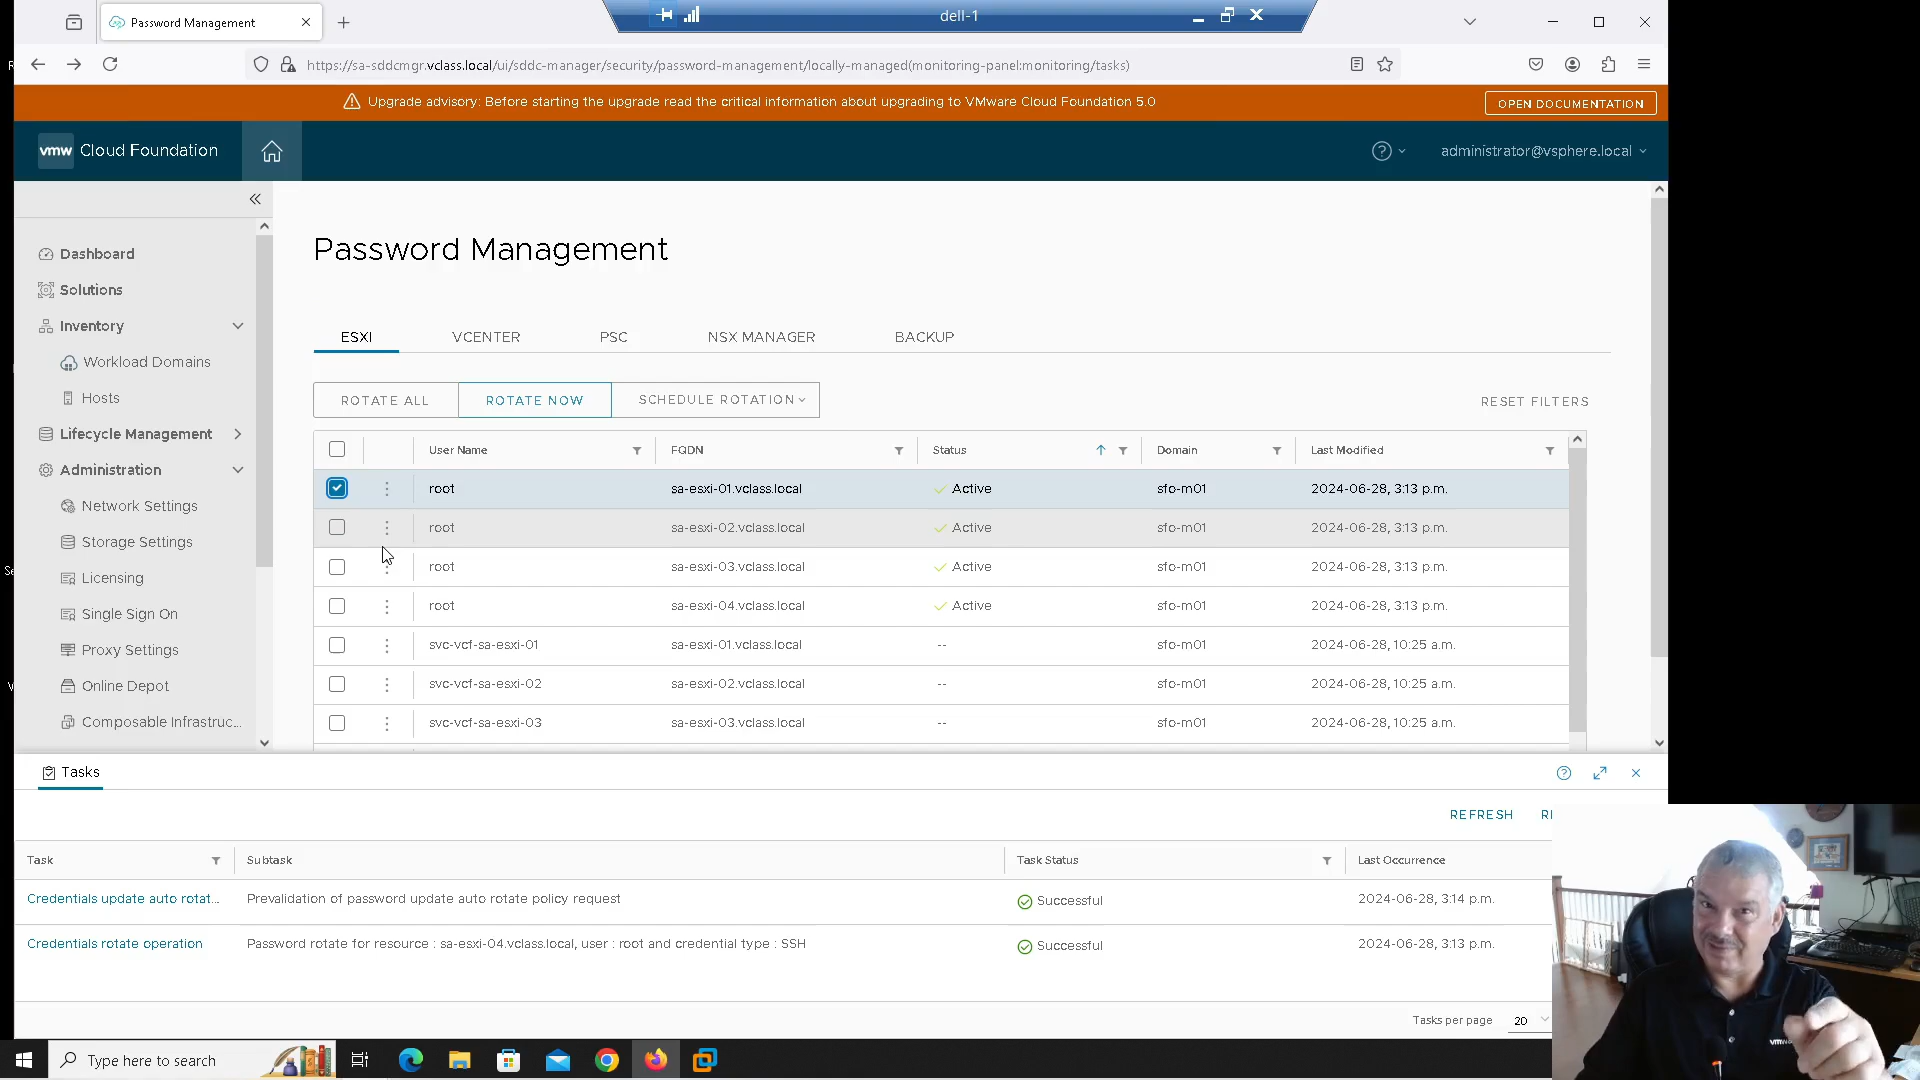 Password Management
dell-1
https://sa-sddcmgr.vclass.local/ui/sddc-manager/security/password-management/locally-managed(monitoring-panel:monitoring/tasks)
Upgrade advisory: Before starting the upgrade read the critical information about upgrading to VMware Cloud Foundation 5.0
OPEN DOCUMENTATION
vmw Cloud Foundation
administrator@vsphere.local
Dashboard
Solutions
Inventory
Workload Domains
Hosts
Lifecycle Management
Administration
Network Settings
Storage Settings
Licensing
Single Sign On
Proxy Settings
Online Depot
Composable Infrastruc...
Password Management
ESXI VCENTER PSC NSX MANAGER BACKUP
ROTATE ALL ROTATE NOW SCHEDULE ROTATION RESET FILTERS
User Name FQDN Status Domain Last Modified
root sa-esxi-01.vclass.local Active sfo-m01 2024-06-28, 3:13 p.m.
root sa-esxi-02.vclass.local Active sfo-m01 2024-06-28, 3:13 p.m.
root sa-esxi-03.vclass.local Active sfo-m01 2024-06-28, 3:13 p.m.
root sa-esxi-04.vclass.local Active sfo-m01 2024-06-28, 3:13 p.m.
svc-vcf-sa-esxi-01 sa-esxi-01.vclass.local -- sfo-m01 2024-06-28, 10:25 a.m.
svc-vcf-sa-esxi-02 sa-esxi-02.vclass.local -- sfo-m01 2024-06-28, 10:25 a.m.
svc-vcf-sa-esxi-03 sa-esxi-03.vclass.local -- sfo-m01 2024-06-28, 10:25 a.m.
Tasks
REFRESH
Task Subtask Task Status Last Occurrence
Credentials update auto rotat... Prevalidation of password update auto rotate policy request Successful 2024-06-28, 3:14 p.m.
Credentials rotate operation Password rotate for resource : sa-esxi-04.vclass.local, user : root and credential type : SSH Successful 2024-06-28, 3:13 p.m.
Tasks per page 20
Type here to search